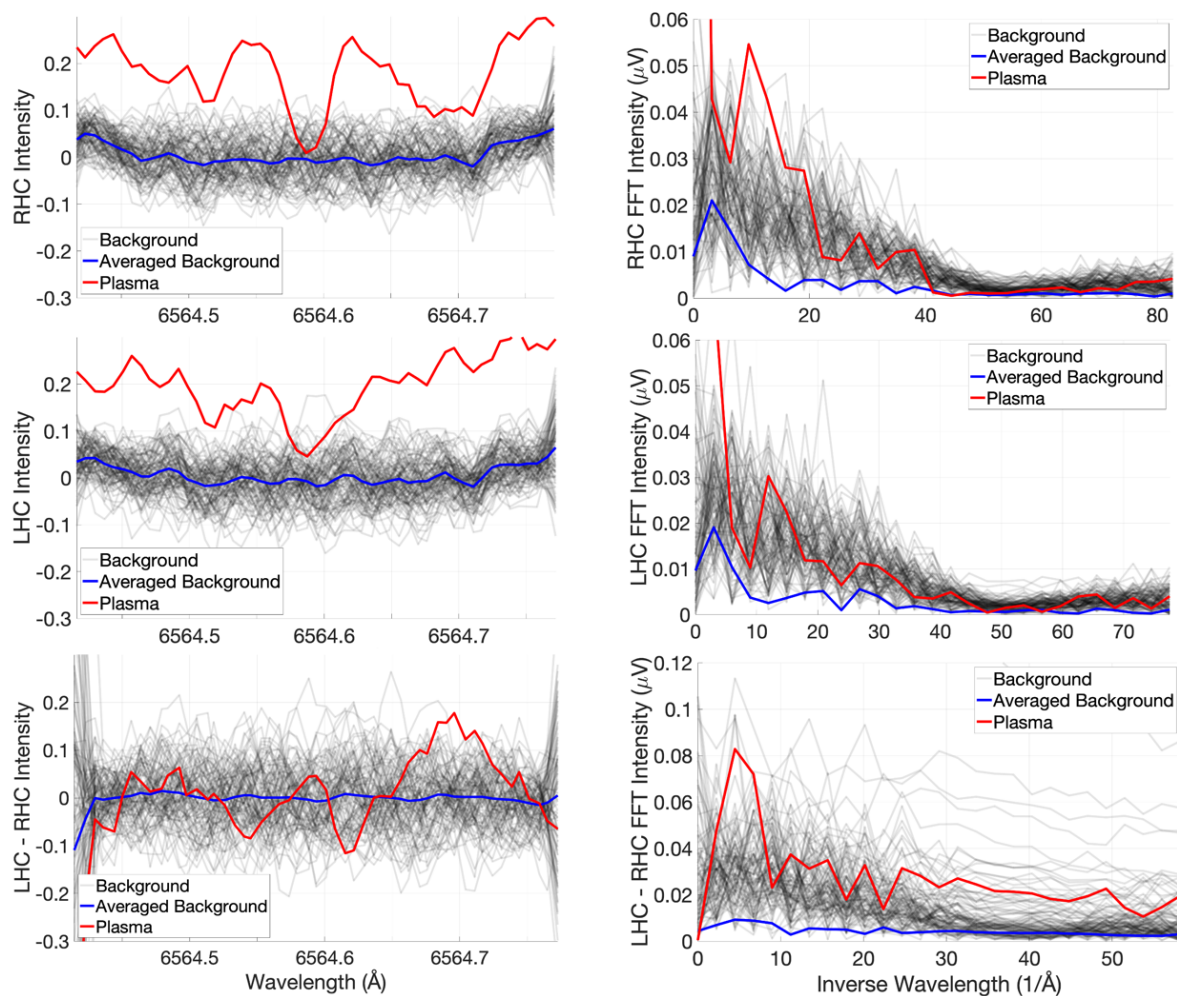 RHC Intensity
0.2
0.1
0
-0.1
-0.2
-0.3
6564.5
6564.6
6564.7
Background
Averaged Background
Plasma
RHC FFT Intensity (μV)
0.06
0.05
0.04
0.03
0.02
0.01
0
0
20
40
60
80
Background
Averaged Background
Plasma
LHC Intensity
0.2
0.1
0
-0.1
-0.2
-0.3
6564.5
6564.6
6564.7
Background
Averaged Background
Plasma
LHC FFT Intensity (μV)
0.06
0.05
0.04
0.03
0.02
0.01
0
0
10
20
30
40
50
60
70
Background
Averaged Background
Plasma
LHC - RHC Intensity
0.2
0.1
0
-0.1
-0.2
-0.3
6564.5
6564.6
6564.7
Wavelength (Å)
Background
Averaged Background
Plasma
LHC - RHC FFT Intensity (μV)
0.12
0.1
0.08
0.06
0.04
0.02
0
0
10
20
30
40
50
Inverse Wavelength (1/Å)
Background
Averaged Background
Plasma